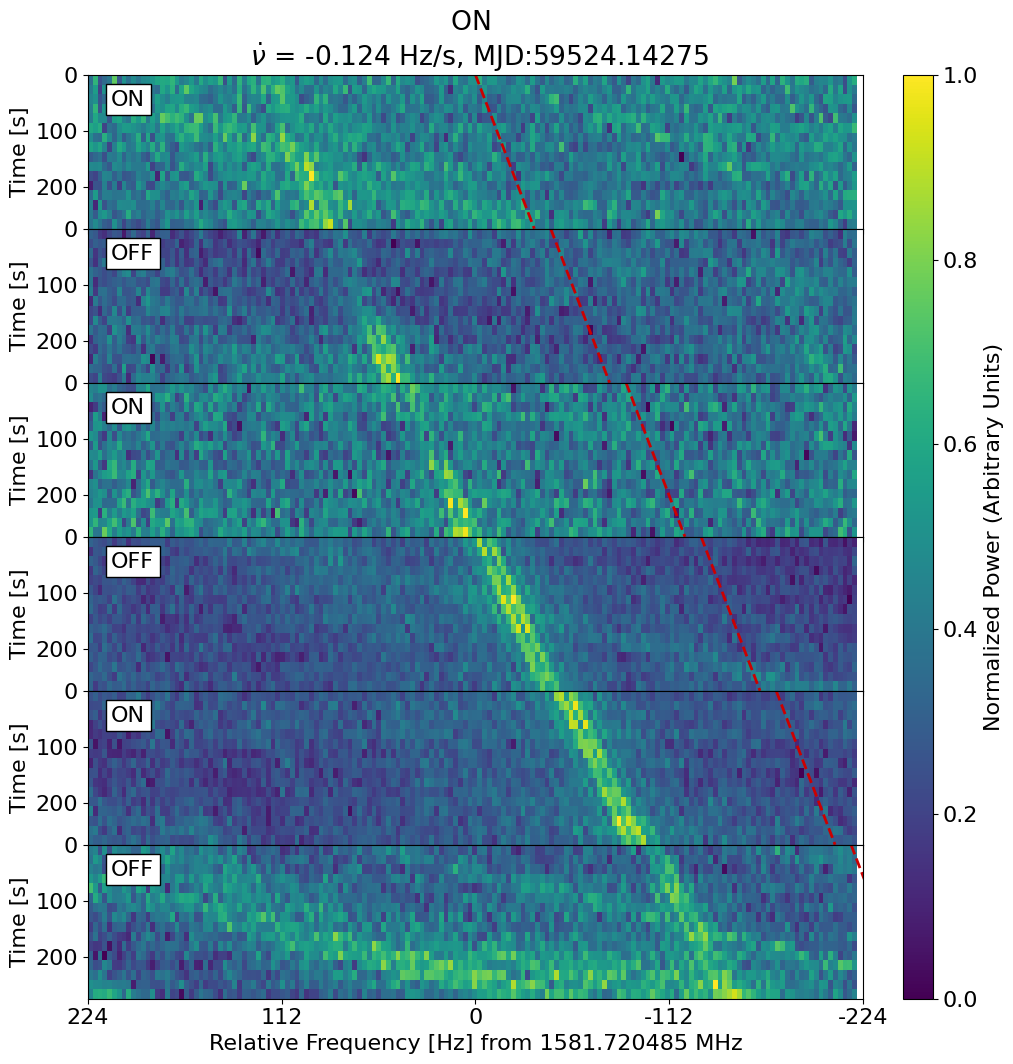 ON
ν̇ = -0.124 Hz/s, MJD:59524.14275
0
ON
100
Time [s]
200
0
OFF
100
Time [s]
200
0
ON
100
Time [s]
200
0
OFF
100
Time [s]
200
0
ON
100
Time [s]
200
0
OFF
100
Time [s]
200
224 112 0 -112 -224
Relative Frequency [Hz] from 1581.720485 MHz
1.0
0.8
0.6
0.4
0.2
0.0
Normalized Power (Arbitrary Units)